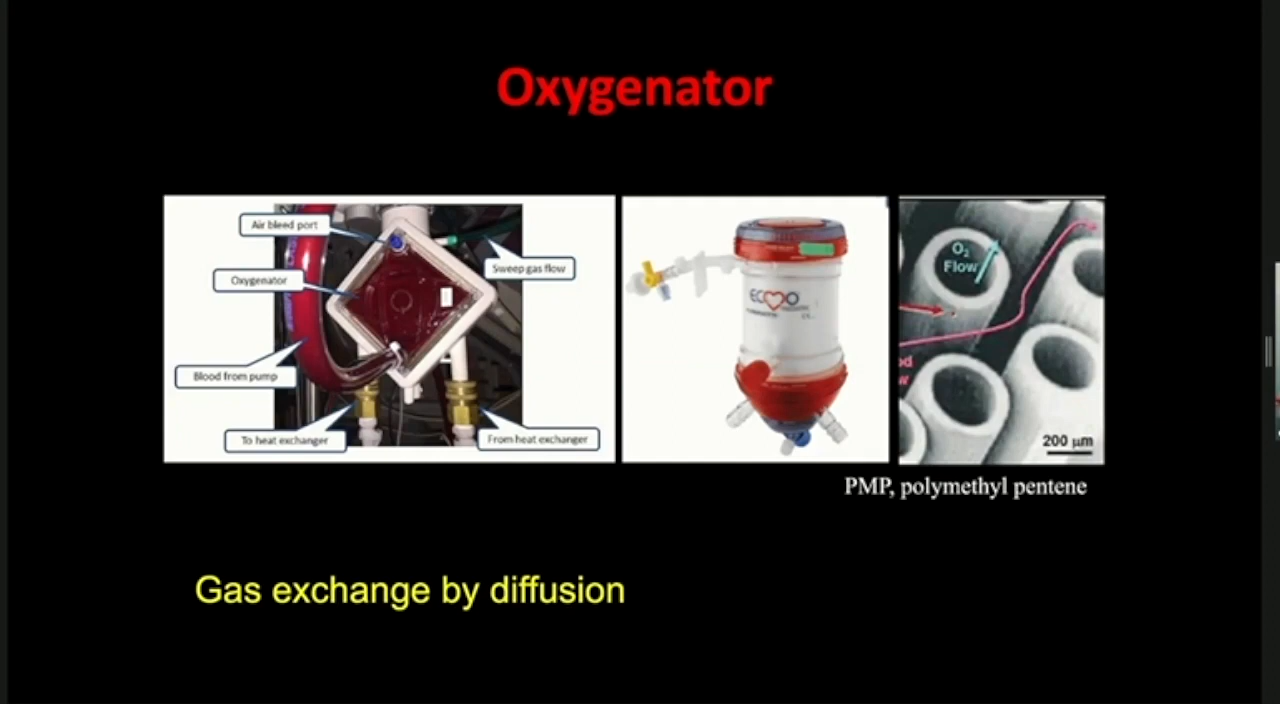 Oxygenator
Air bleed port
Oxygenator
Sweep gas flow
Blood from pump
To heat exchanger
From heat exchanger
O₂
Flow
200 μm
PMP, polymethyl pentene
Gas exchange by diffusion